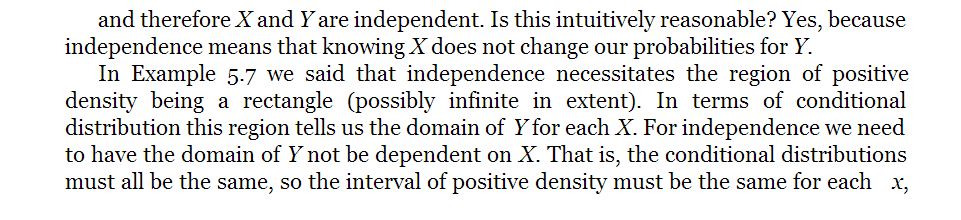 and therefore X and Y are independent. Is this intuitively reasonable? Yes, because
independence means that knowing X does not change our probabilities for Y.
In Example 5.7 we said that independence necessitates the region of positive
density being a rectangle (possibly infinite in extent). In terms of conditional
distribution this region tells us the domain of Y for each X. For independence we need
to have the domain of Y not be dependent on X. That is, the conditional distributions
must all be the same, so the interval of positive density must be the same for each x,